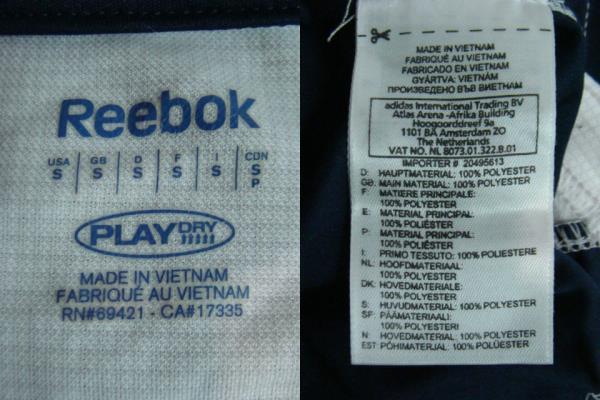 Reebok
USA GB D F I CDN
S S S S S S
P
PLAYDRY
MADE IN VIETNAM
FABRIQUÉ AU VIETNAM
RN#69421 - CA#17335
MADE IN VIETNAM
FABRIQUÉ AU VIETNAM
FABRICADO EN VIETNAM
GYÁRTVA: VIETNÁM
ПРОИЗВЕДЕНО ВЪВ ВИЕТНАМ
adidas International Trading BV
Atlas Arena -Afrika Building
Hoogoorddreef 9a
1101 BA Amsterdam ZO
The Netherlands
VAT NO. NL 8073.01.322.B.01
IMPORTER # 20495613
D: HAUPTMATERIAL: 100% POLYESTER
GB: MAIN MATERIAL: 100% POLYESTER
F: MATIÈRE PRINCIPALE:
100% POLYESTER
E: MATERIAL PRINCIPAL:
100% POLIÉSTER
P: MATERIAL PRINCIPAL:
100% POLIÉSTER
I: PRIMO TESSUTO: 100% POLIESTERE
NL: HOOFDMATERIAAL:
100% POLYESTER
DK: HOVEDMATERIALE:
100% POLYESTER
S: HUVUDMATERIAL: 100% POLYESTER
SF: PÄÄMATERIAALI:
100% POLYESTERI
N: HOVEDMATERIALE: 100% POLYESTER
EST: PÕHIMATERJAL: 100% POLÜESTER